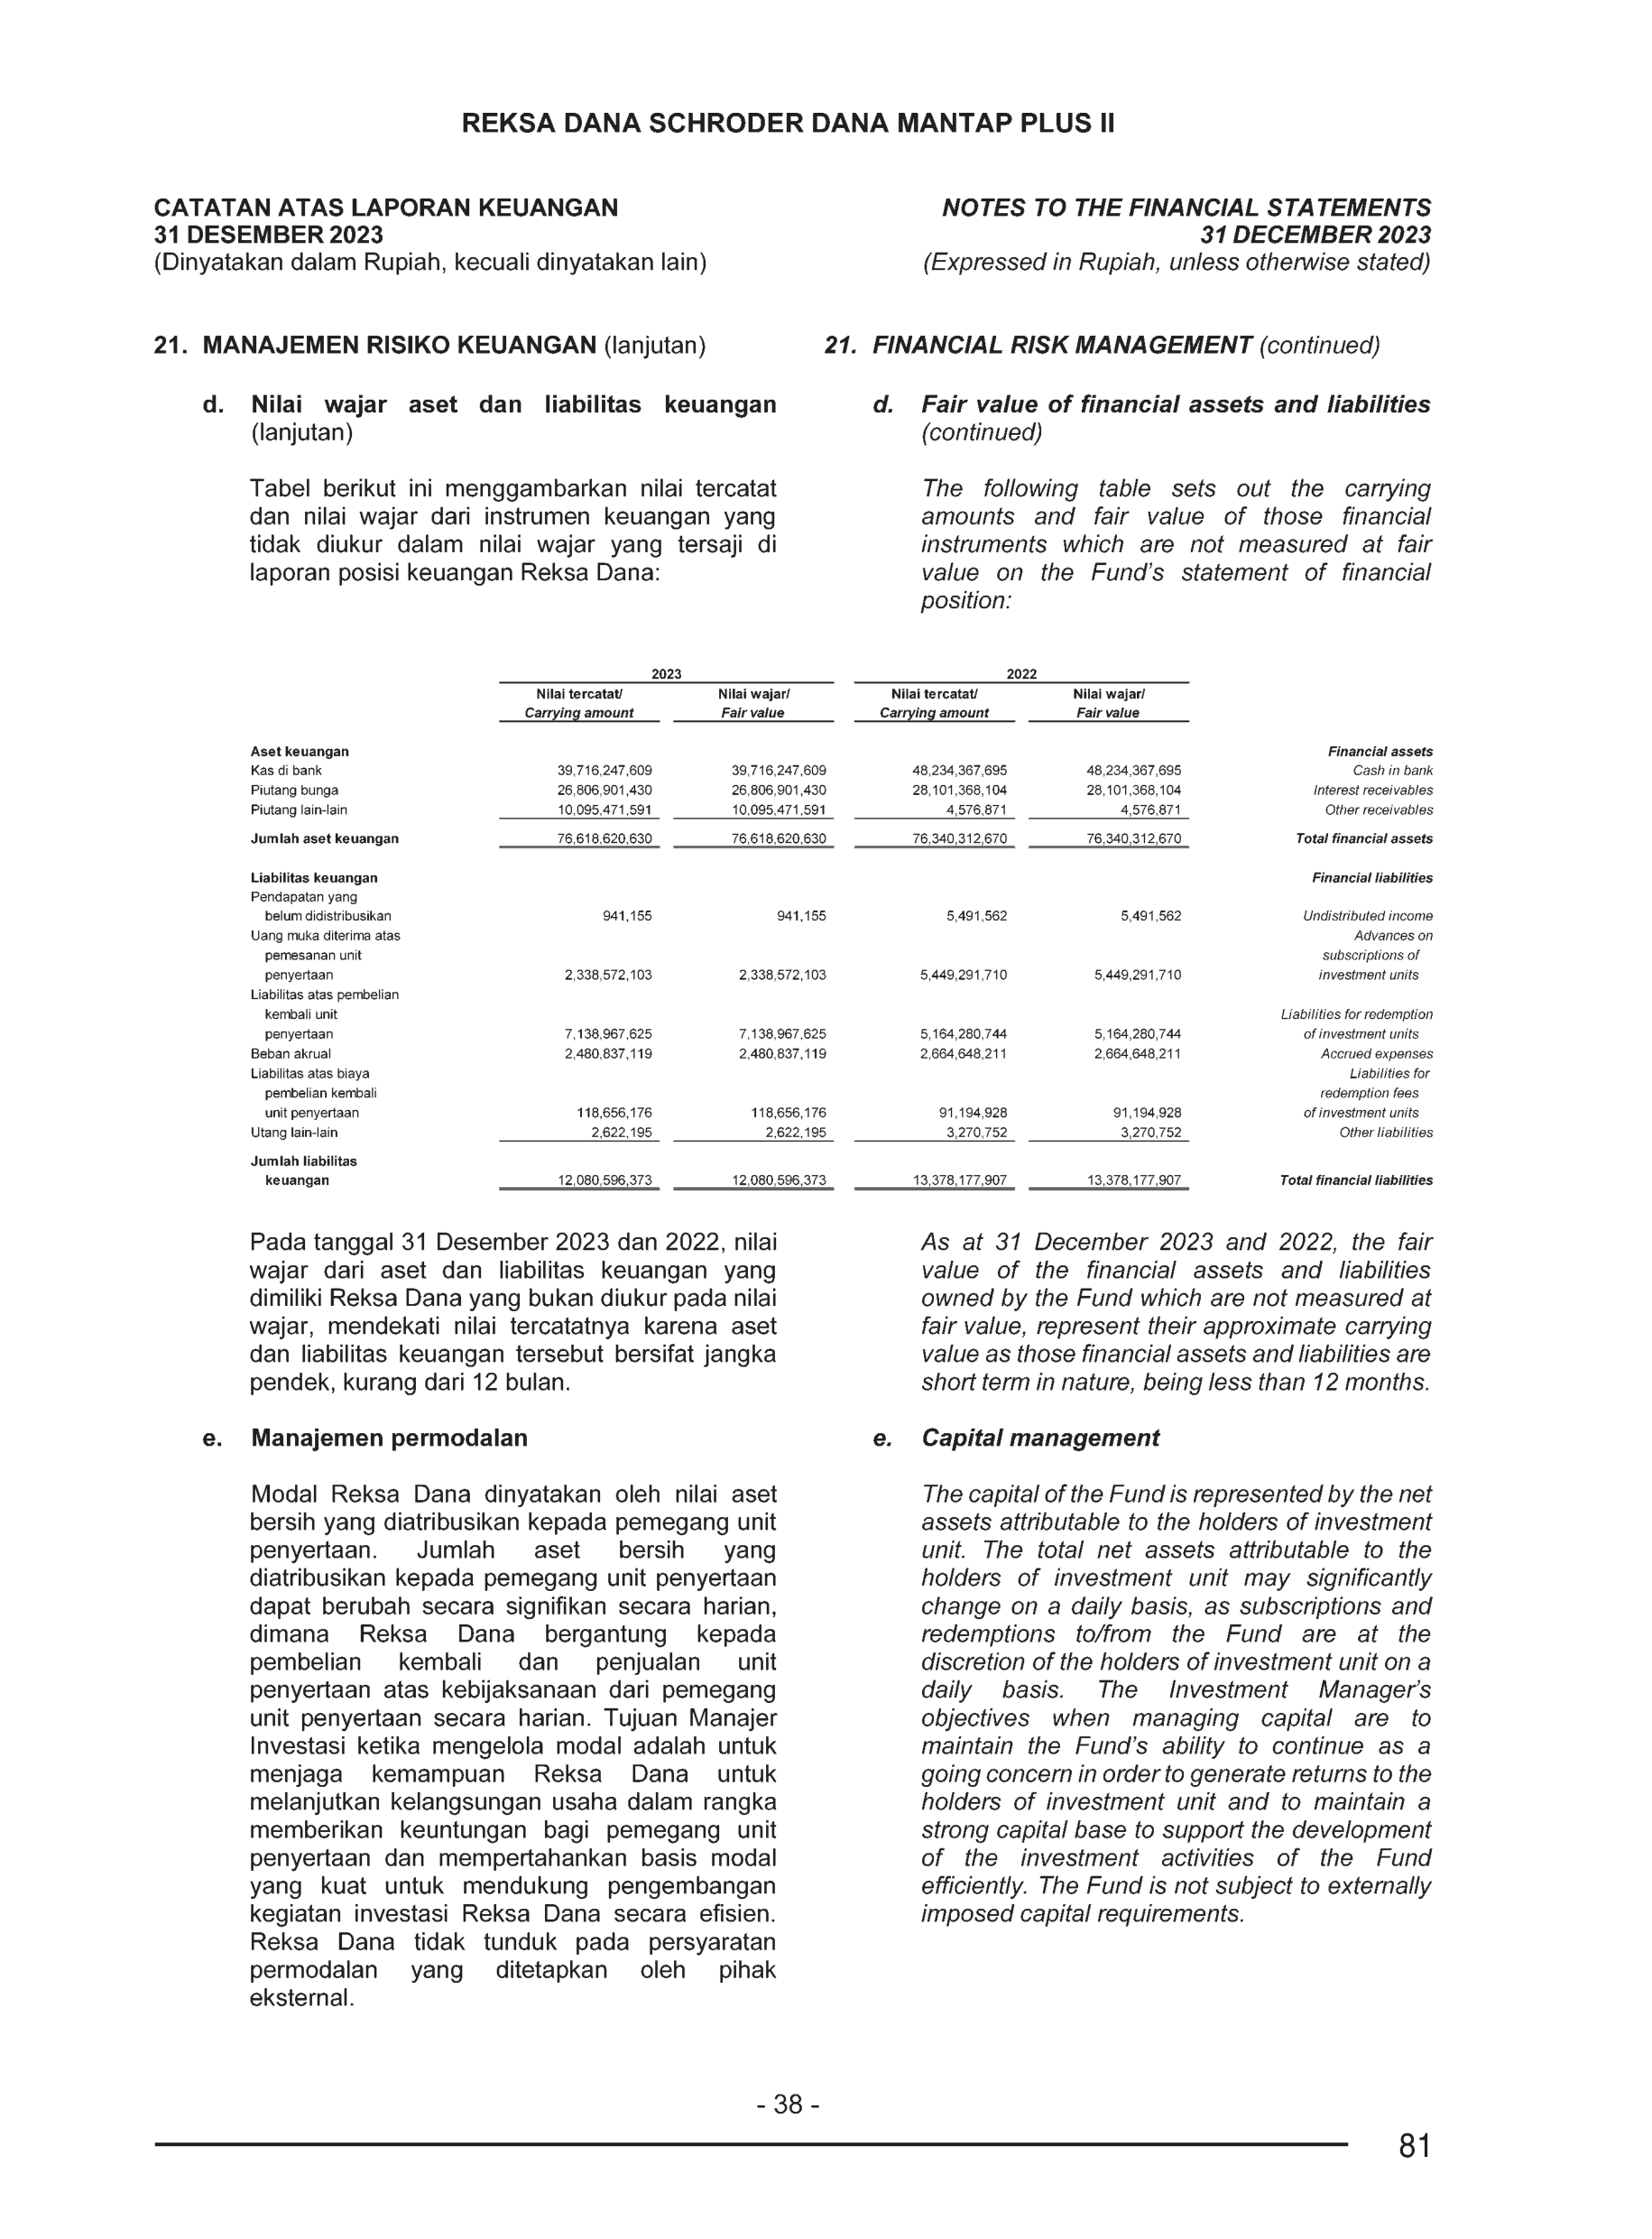 REKSA DANA SCHRODER DANA MANTAP PLUS II
CATATAN ATAS LAPORAN KEUANGAN
31 DESEMBER 2023
(Dinyatakan dalam Rupiah, kecuali dinyatakan lain)
NOTES TO THE FINANCIAL STATEMENTS
31 DECEMBER 2023
(Expressed in Rupiah, unless otherwise stated)
21. MANAJEMEN RISIKO KEUANGAN (lanjutan)
d. Nilai wajar aset dan liabilitas keuangan
(lanjutan)
Tabel berikut ini menggambarkan nilai tercatat
dan nilai wajar dari instrumen keuangan yang
tidak diukur dalam nilai wajar yang tersaji di
laporan posisi keuangan Reksa Dana:
21. FINANCIAL RISK MANAGEMENT (continued)
d. Fair value of financial assets and liabilities
(continued)
The following table sets out the carrying
amounts and fair value of those financial
instruments which are not measured at fair
value on the Fund's statement of financial
position:
2023 2022
Nilai tercatat/ Nilai wajar/ Nilai tercatat/ Nilai wajar/
Carrying amount Fair value Carrying amount Fair value
Aset keuangan Financial assets
Kas di bank 39,716,247,609 39,716,247,609 48,234,367,695 48,234,367,695 Cash in bank
Piutang bunga 26,806,901,430 26,806,901,430 28,101,368,104 28,101,368,104 Interest receivables
Piutang lain-lain 10,095,471,591 10,095,471,591 4,576,871 4,576,871 Other receivables
Jumlah aset keuangan 76,618,620,630 76,618,620,630 76,340,312,670 76,340,312,670 Total financial assets
Liabilitas keuangan Financial liabilities
Pendapatan yang
belum didistribusikan 941,155 941,155 5,491,562 5,491,562 Undistributed income
Uang muka diterima atas Advances on
pemesanan unit subscriptions of
penyertaan 2,338,572,103 2,338,572,103 5,449,291,710 5,449,291,710 investment units
Liabilitas atas pembelian
kembali unit Liabilities for redemption
penyertaan 7,138,967,625 7,138,967,625 5,164,280,744 5,164,280,744 of investment units
Beban akrual 2,480,837,119 2,480,837,119 2,664,648,211 2,664,648,211 Accrued expenses
Liabilitas atas biaya Liabilities for
pembelian kembali redemption fees
unit penyertaan 118,656,176 118,656,176 91,194,928 91,194,928 of investment units
Utang lain-lain 2,622,195 2,622,195 3,270,752 3,270,752 Other liabilities
Jumlah liabilitas
keuangan 12,080,596,373 12,080,596,373 13,378,177,907 13,378,177,907 Total financial liabilities
Pada tanggal 31 Desember 2023 dan 2022, nilai
wajar dari aset dan liabilitas keuangan yang
dimiliki Reksa Dana yang bukan diukur pada nilai
wajar, mendekati nilai tercatatnya karena aset
dan liabilitas keuangan tersebut bersifat jangka
pendek, kurang dari 12 bulan.
As at 31 December 2023 and 2022, the fair
value of the financial assets and liabilities
owned by the Fund which are not measured at
fair value, represent their approximate carrying
value as those financial assets and liabilities are
short term in nature, being less than 12 months.
e. Manajemen permodalan
Modal Reksa Dana dinyatakan oleh nilai aset
bersih yang diatribusikan kepada pemegang unit
penyertaan. Jumlah aset bersih yang
diatribusikan kepada pemegang unit penyertaan
dapat berubah secara signifikan secara harian,
dimana Reksa Dana bergantung kepada
pembelian kembali dan penjualan unit
penyertaan atas kebijaksanaan dari pemegang
unit penyertaan secara harian. Tujuan Manajer
Investasi ketika mengelola modal adalah untuk
menjaga kemampuan Reksa Dana untuk
melanjutkan kelangsungan usaha dalam rangka
memberikan keuntungan bagi pemegang unit
penyertaan dan mempertahankan basis modal
yang kuat untuk mendukung pengembangan
kegiatan investasi Reksa Dana secara efisien.
Reksa Dana tidak tunduk pada persyaratan
permodalan yang ditetapkan oleh pihak
eksternal.
e. Capital management
The capital of the Fund is represented by the net
assets attributable to the holders of investment
unit. The total net assets attributable to the
holders of investment unit may significantly
change on a daily basis, as subscriptions and
redemptions to/from the Fund are at the
discretion of the holders of investment unit on a
daily basis. The Investment Manager's
objectives when managing capital are to
maintain the Fund's ability to continue as a
going concern in order to generate returns to the
holders of investment unit and to maintain a
strong capital base to support the development
of the investment activities of the Fund
efficiently. The Fund is not subject to externally
imposed capital requirements.
- 38 -
81